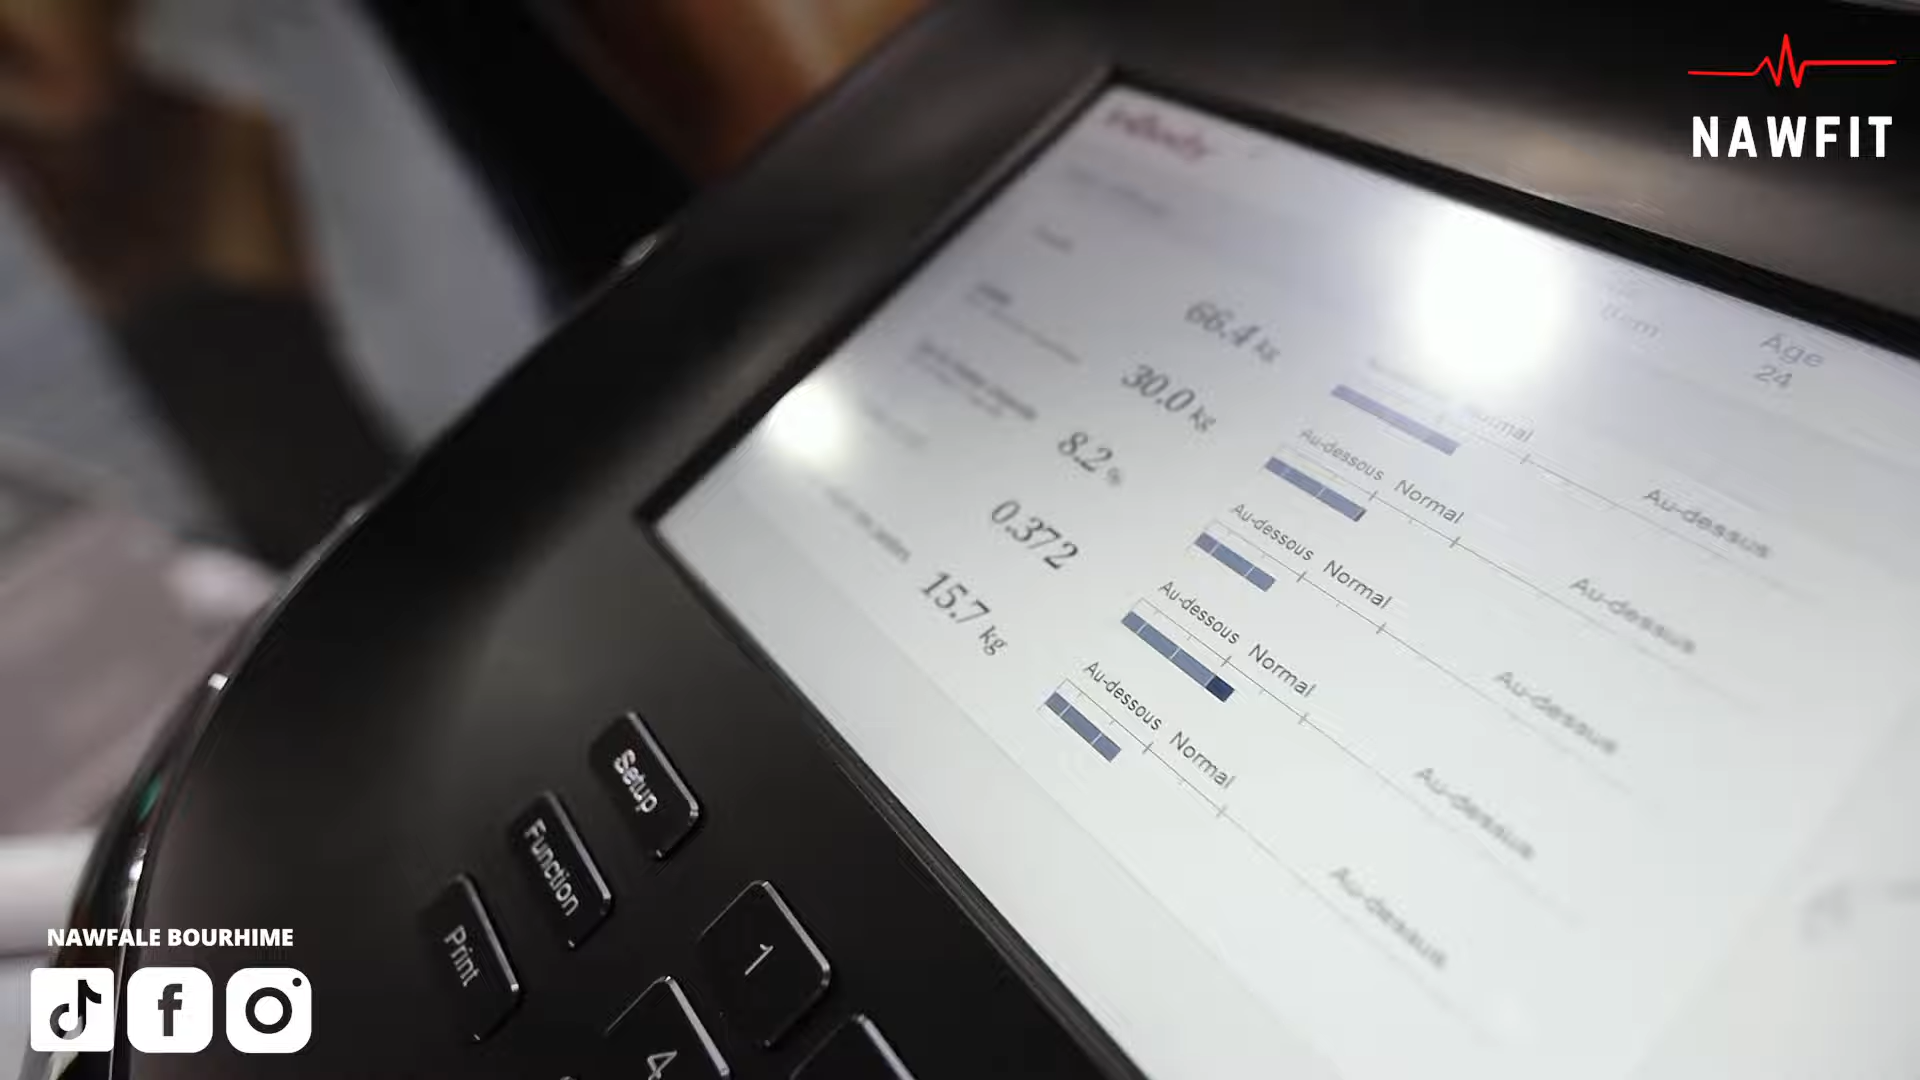 NAWFIT
InBody
Age
24
66.4 kg
Normal
Au-dessus
30.0 kg
Au-dessous Normal Au-dessus
8.2 %
Au-dessous Normal Au-dessus
0.372
Au-dessous Normal Au-dessus
15.7 kg
Au-dessous Normal Au-dessus
Setup
Function
Print
1
4
NAWFALE BOURHIME